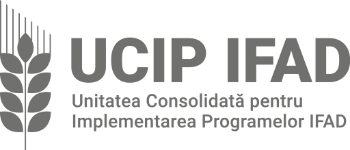 UCIP IFAD
Unitatea Consolidată pentru
Implementarea Programelor IFAD